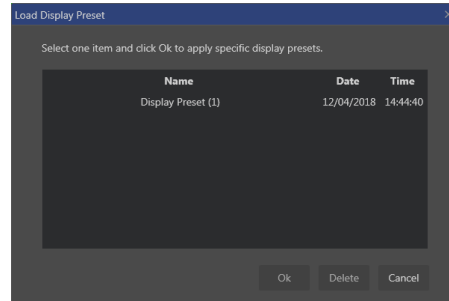 Load Display Preset
Select one item and click Ok to apply specific display presets.
Name Date Time
Display Preset (1) 12/04/2018 14:44:40
Ok Delete Cancel